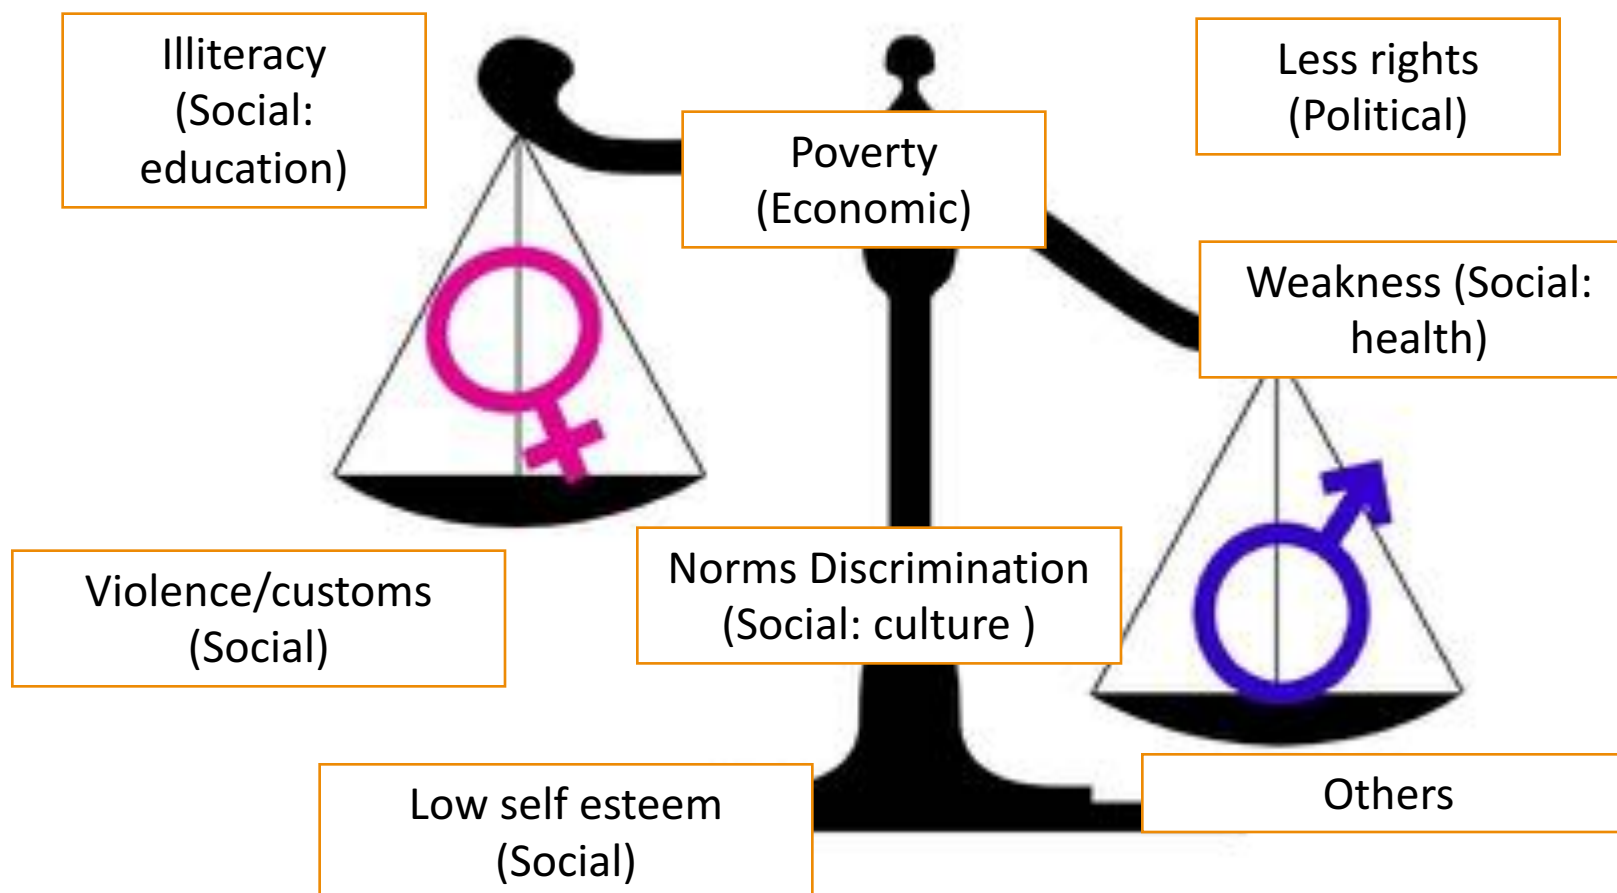 Illiteracy
(Social:
education)
Less rights
(Political)
Poverty
(Economic)
Weakness (Social:
health)
Violence/customs
(Social)
Norms Discrimination
(Social: culture )
Low self esteem
(Social)
Others